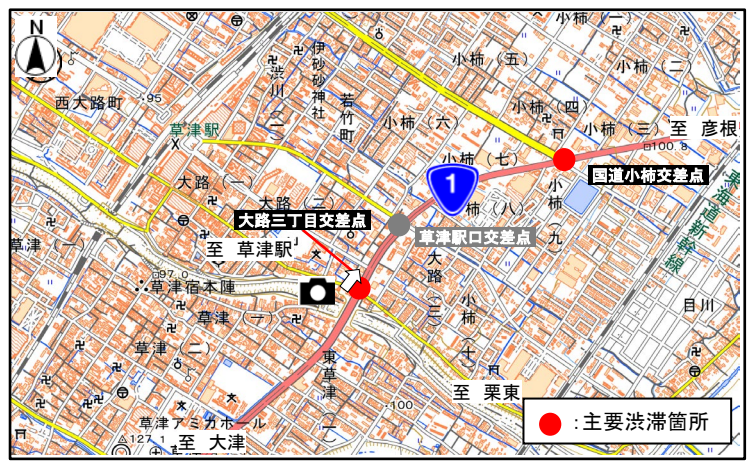 N
小柿(一)
小柿(五)
小柿(二)
西大路町
・95
渋川(二)
伊砂砂神社
若竹町
小柿(四)
小柿(六)
小柿(三)
至 彦根
100.8
草津駅
小柿(七)
国道小柿交差点
大路(一)
1
小柿(九)
東海道新幹線
大路(二)
柿(八)
大路三丁目交差点
草津駅口交差点
草津(一)
至 草津駅
大路(三)
97.0
草津宿本陣
目川
草津(一)
小柿(十)
草津(二)
東草津(一)
至 栗東
・100
草津アミカホール
127.1
至 大津
:主要渋滞箇所